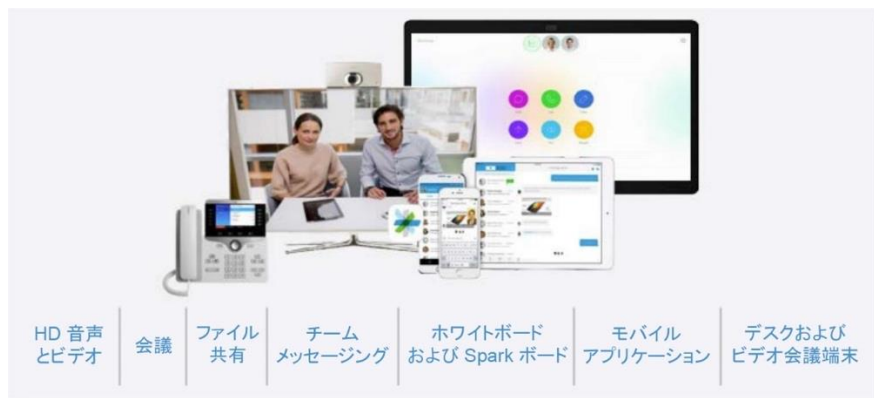 HD 音声
とビデオ
会議
ファイル
共有
チーム
メッセージング
ホワイトボード
および Spark ボード
モバイル
アプリケーション
デスクおよび
ビデオ会議端末